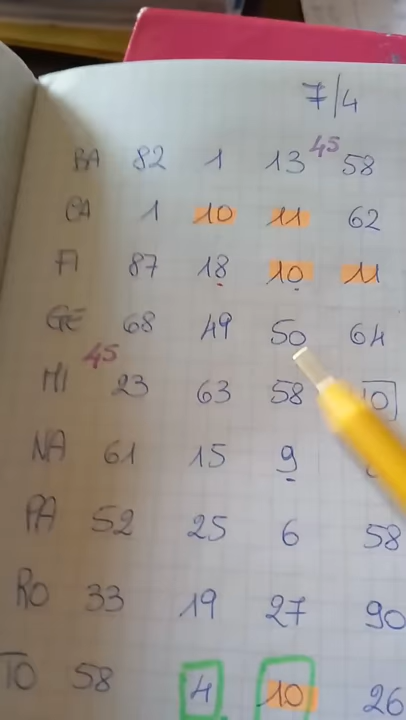 7/4
BA 82 1 13 45 58
CA 1 10 11 62
FI 87 18 10 11
GE 68 49 50 64
45
MI 23 63 58 10
NA 61 15 9
PA 52 25 6 58
RO 33 19 27 90
TO 58 4 10 26